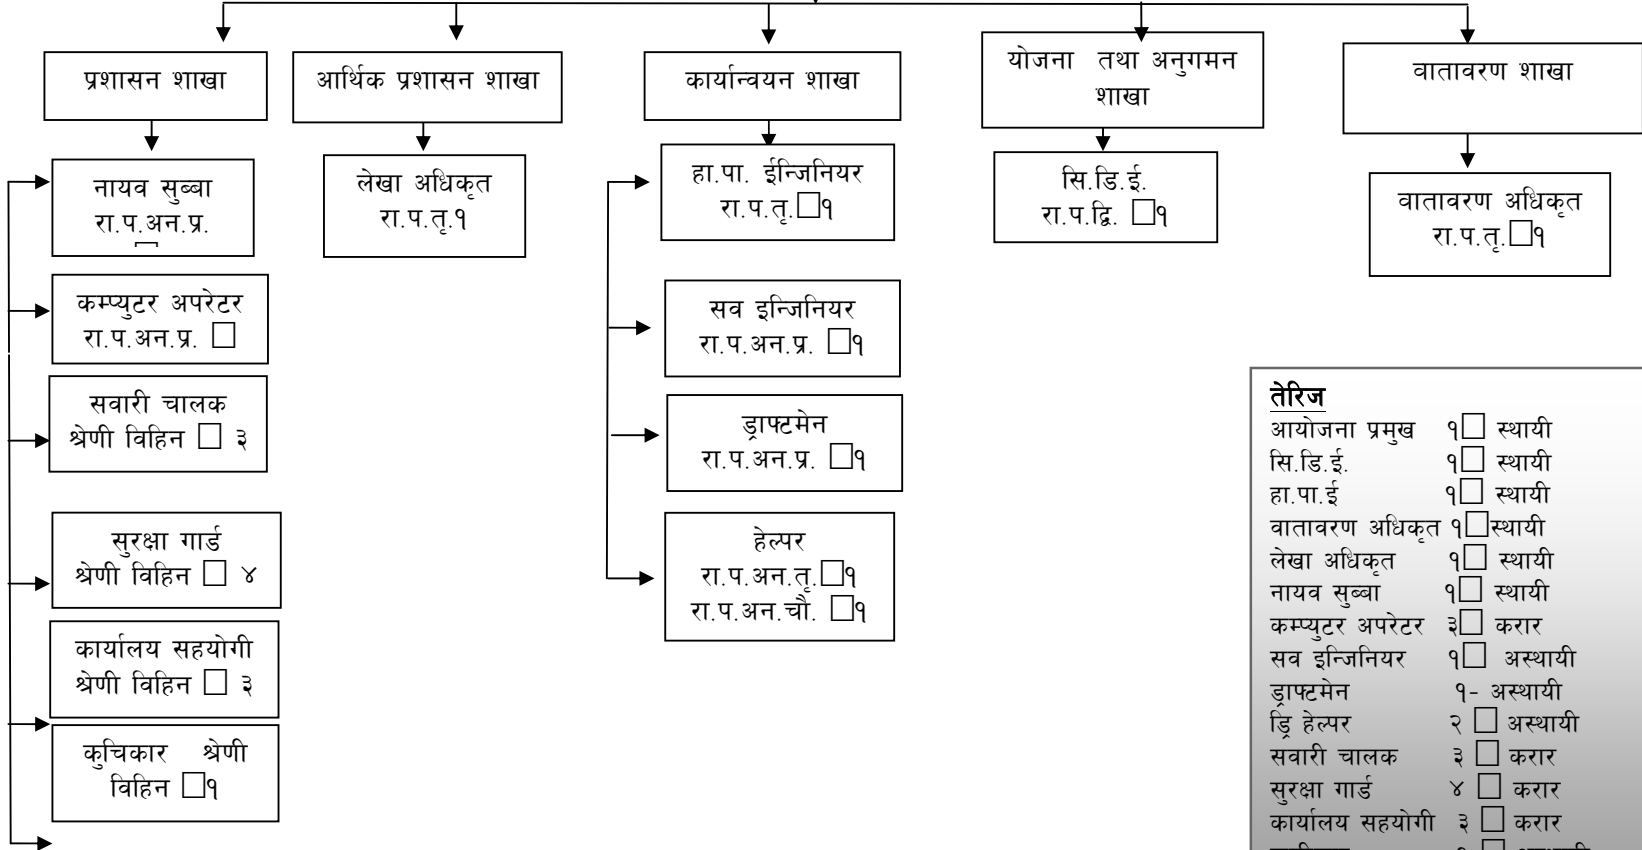 प्रशासन शाखा
आर्थिक प्रशासन शाखा
कार्यान्वयन शाखा
योजना तथा अनुगमन
शाखा
वातावरण शाखा
नायव सुब्बा
रा.प.अन.प्र.
कम्प्युटर अपरेटर
रा.प.अन.प्र. □
सवारी चालक
श्रेणी विहिन □ ३
सुरक्षा गार्ड
श्रेणी विहिन □ ४
कार्यालय सहयोगी
श्रेणी विहिन □ ३
कुचिकार श्रेणी
विहिन □१
लेखा अधिकृत
रा.प.तृ.१
हा.पा. ईन्जिनियर
रा.प.तृ.□१
सव इन्जिनियर
रा.प.अन.प्र. □१
ड्राफ्टमेन
रा.प.अन.प्र. □१
हेल्पर
रा.प.अन.तृ.□१
रा.प.अन.चौ. □१
सि.डि.ई.
रा.प.द्वि. □१
वातावरण अधिकृत
रा.प.तृ.□१
तेरिज
आयोजना प्रमुख १□ स्थायी
सि.डि.ई. १□ स्थायी
हा.पा.ई १□ स्थायी
वातावरण अधिकृत १□स्थायी
लेखा अधिकृत १□ स्थायी
नायव सुब्बा १□ स्थायी
कम्प्युटर अपरेटर ३□ करार
सव इन्जिनियर १□ अस्थायी
ड्राफ्टमेन १- अस्थायी
ड्रि हेल्पर २ □ अस्थायी
सवारी चालक ३ □ करार
सुरक्षा गार्ड ४ □ करार
कार्यालय सहयोगी ३ □ करार